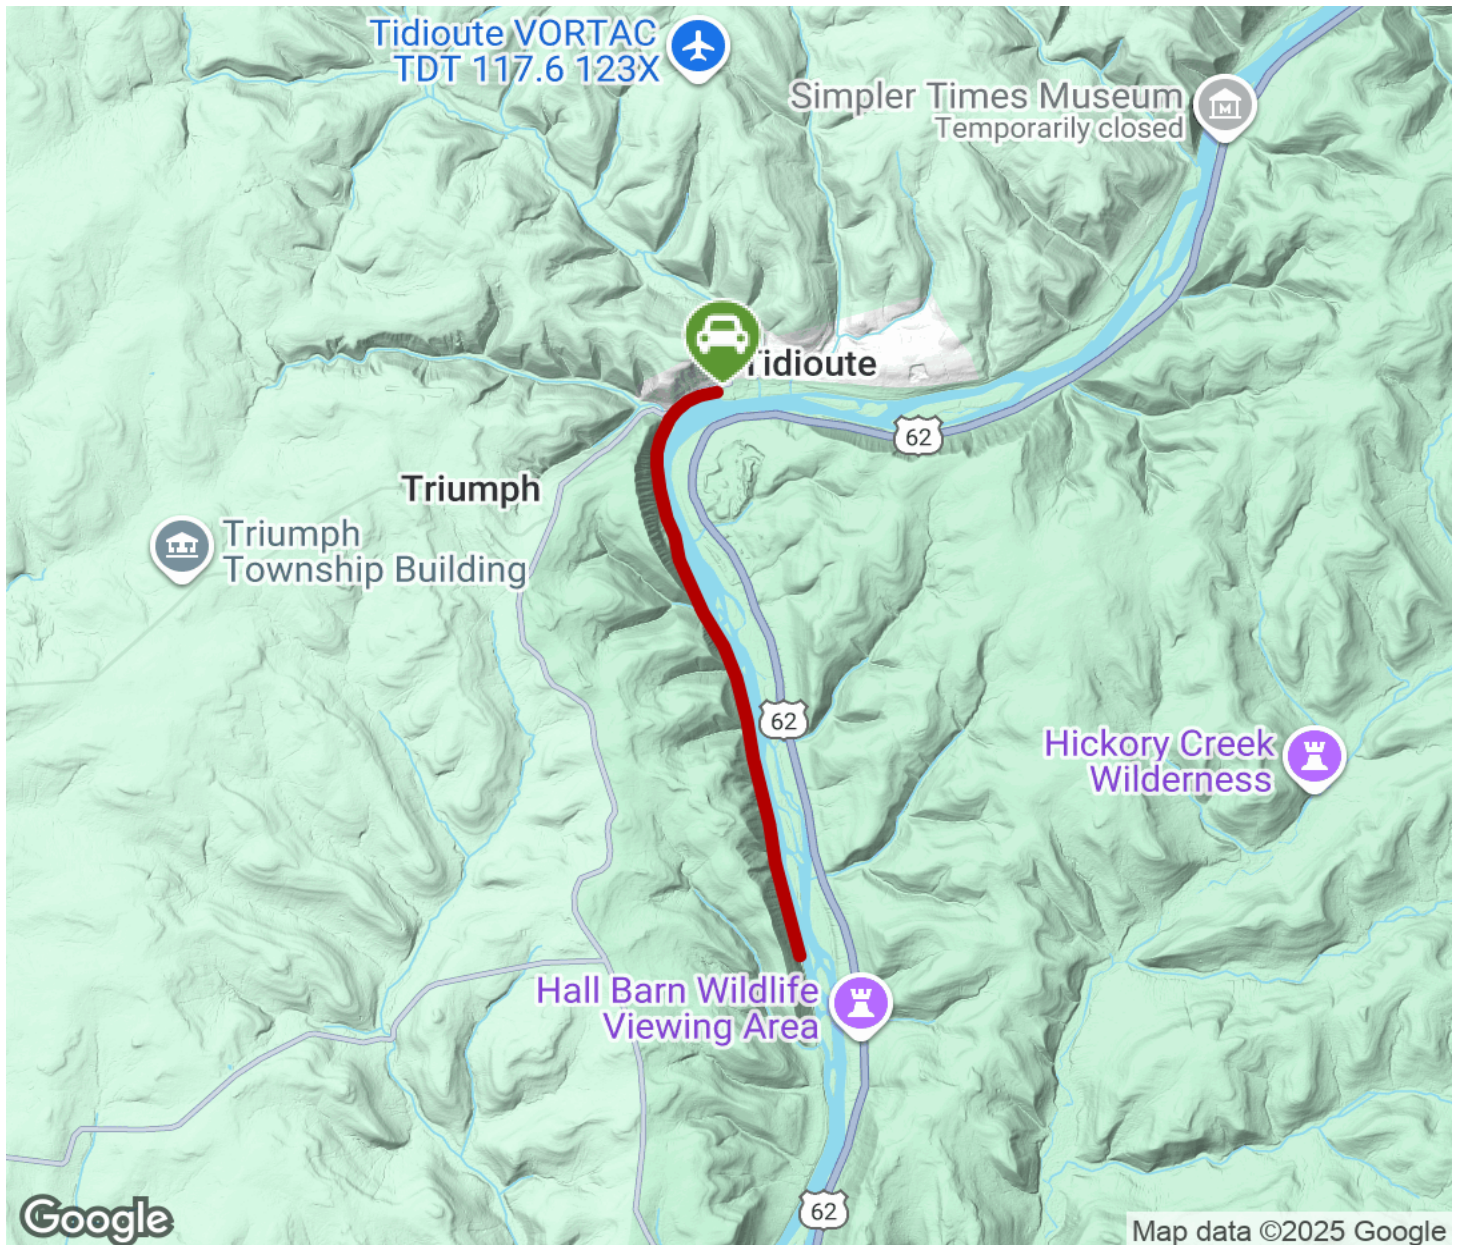 Tidioute VORTAC
TDT 117.6 123X
Simpler Times Museum
Temporarily closed
Tidioute
62
Triumph
Triumph
Township Building
62
Hickory Creek
Wilderness
Hall Barn Wildlife
Viewing Area
62
Google
Map data ©2025 Google